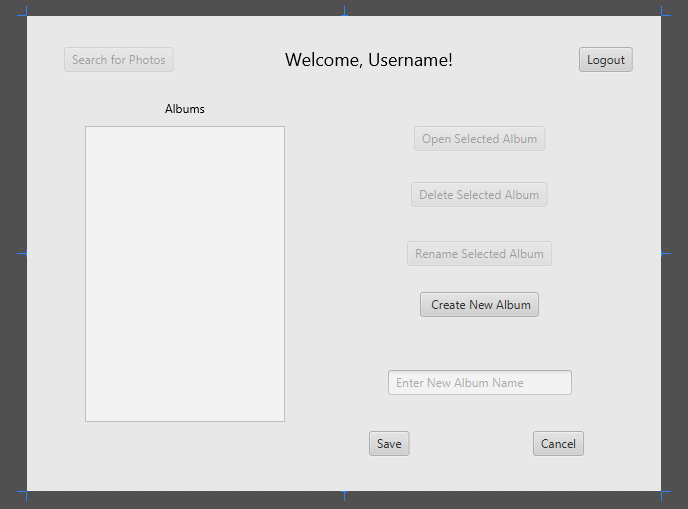 Search for Photos
Welcome, Username!
Logout
Albums
Open Selected Album
Delete Selected Album
Rename Selected Album
Create New Album
Enter New Album Name
Save
Cancel